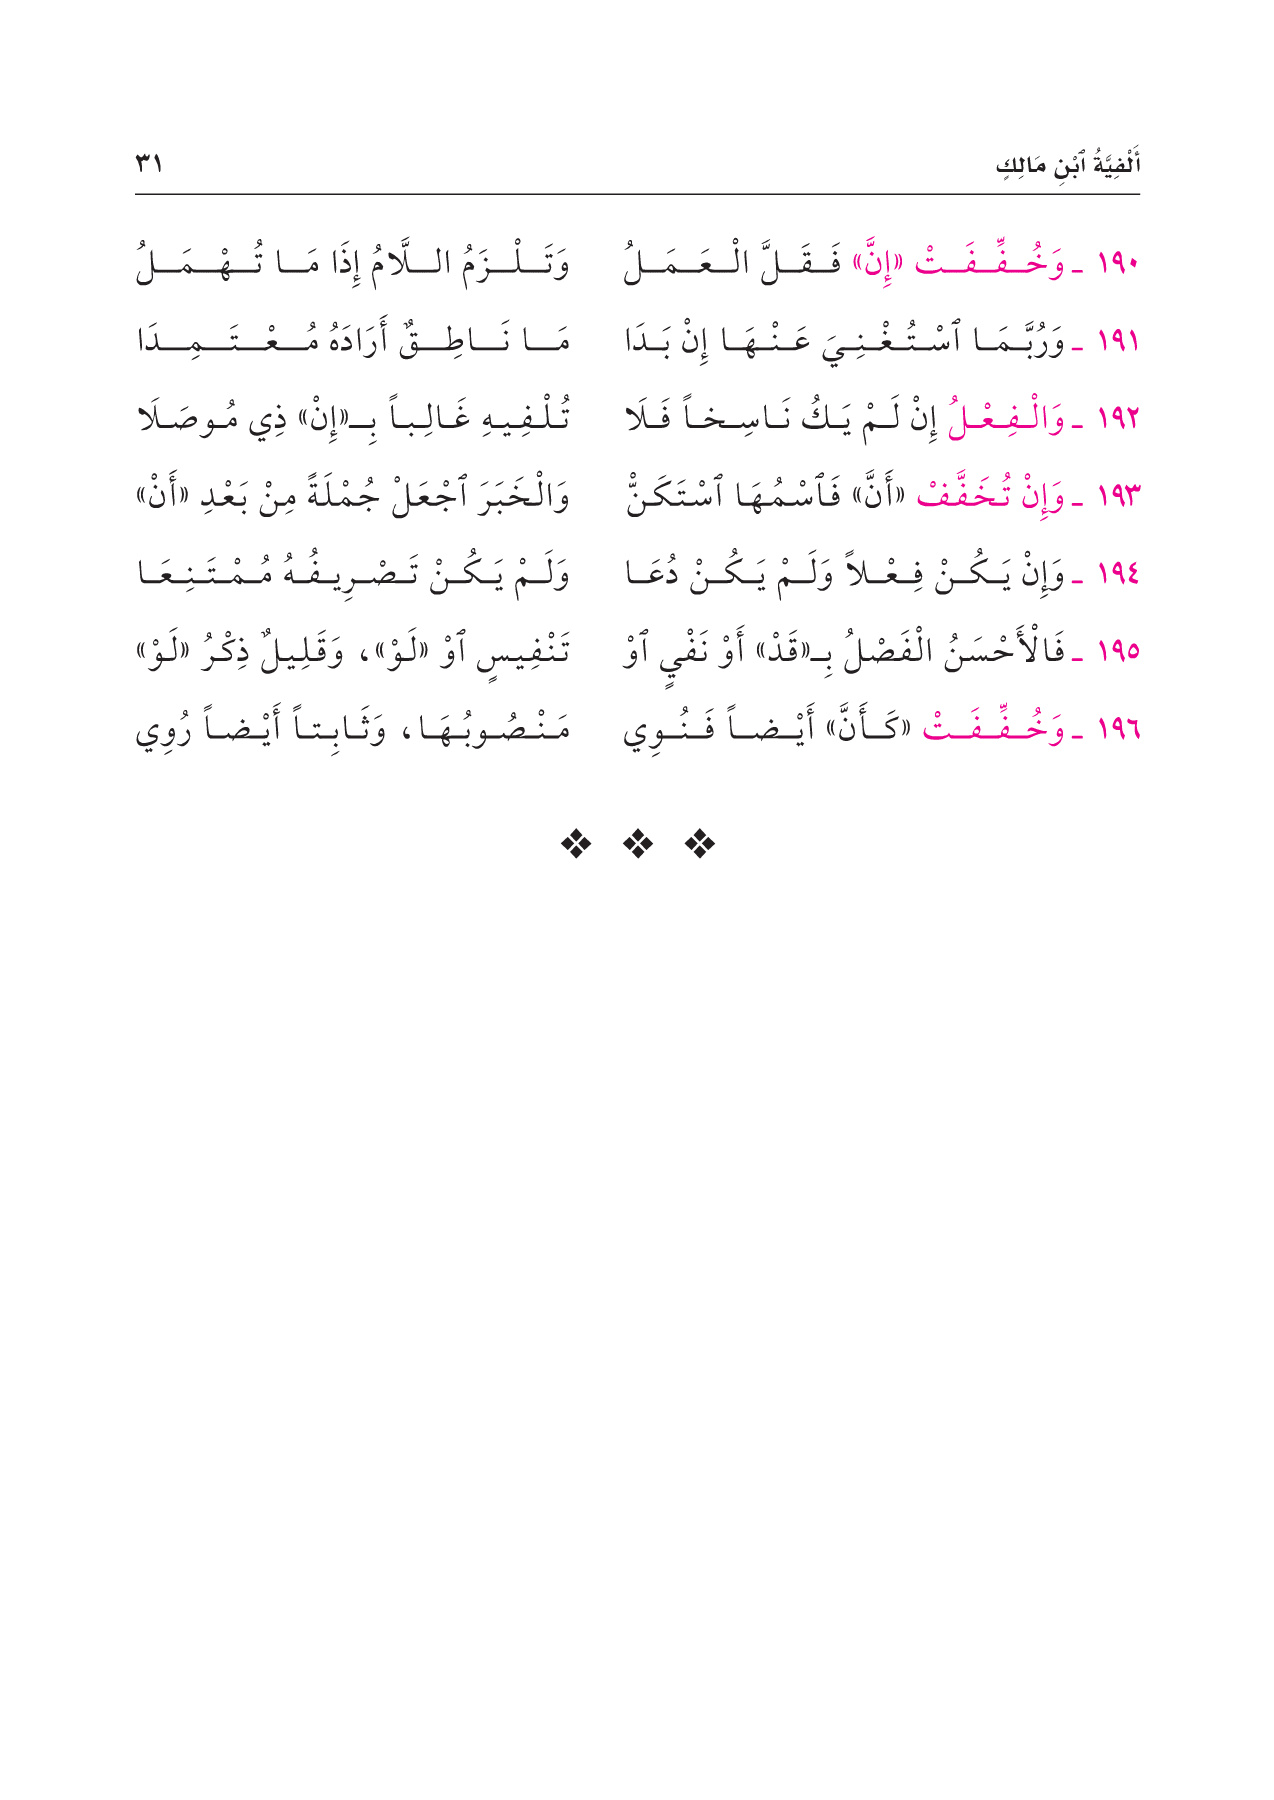 أَلْفِيَّةُ ٱبْنِ مَالِكٍ ٣١
١٩٠ - وَخُفِّفَتْ «إِنَّ» فَقَلَّ الْعَمَلُ وَتَلْزَمُ اللَّامُ إِذَا مَا تُهْمَلُ
١٩١ - وَرُبَّمَا ٱسْتُغْنِيَ عَنْهَا إِنْ بَدَا مَا نَاطِقٌ أَرَادَهُ مُعْتَمِدَا
١٩٢ - وَالْفِعْلُ إِنْ لَمْ يَكُ نَاسِخاً فَلَا تُلْفِيهِ غَالِباً بِـ«إِنْ» ذِي مُوصَلَا
١٩٣ - وَإِنْ تُخَفَّفْ «أَنَّ» فَٱسْمُهَا ٱسْتَكَنّْ وَالْخَبَرَ ٱجْعَلْ جُمْلَةً مِنْ بَعْدِ «أَنْ»
١٩٤ - وَإِنْ يَكُنْ فِعْلاً وَلَمْ يَكُنْ دُعَا وَلَمْ يَكُنْ تَصْرِيفُهُ مُمْتَنِعَا
١٩٥ - فَالْأَحْسَنُ الْفَصْلُ بِـ«قَدْ» أَوْ نَفْيٍ ٱوْ تَنْفِيسٍ ٱوْ «لَوْ»، وَقَلِيلٌ ذِكْرُ «لَوْ»
١٩٦ - وَخُفِّفَتْ «كَأَنَّ» أَيْضاً فَنُوِي مَنْصُوبُهَا، وَثَابِتاً أَيْضاً رُوِي